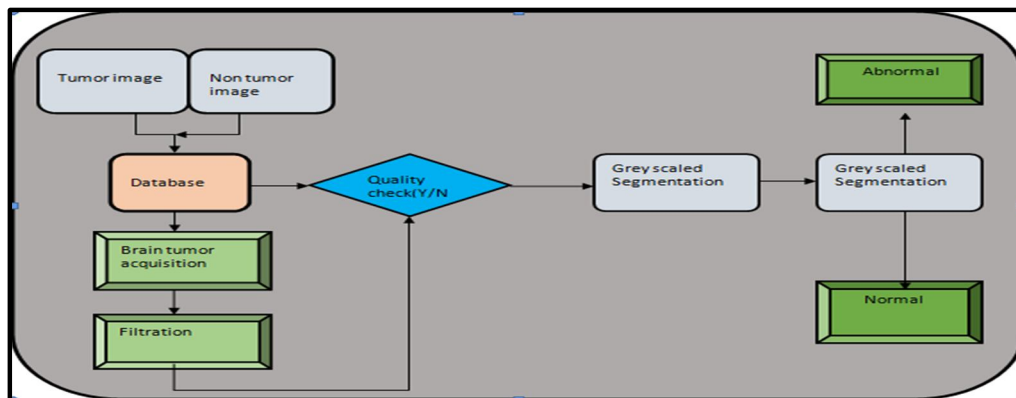 Tumor image
Non tumor
image
Abnormal
Database
Quality
check(Y/N
Grey scaled
Segmentation
Grey scaled
Segmentation
Brain tumor
acquisition
Filtration
Normal